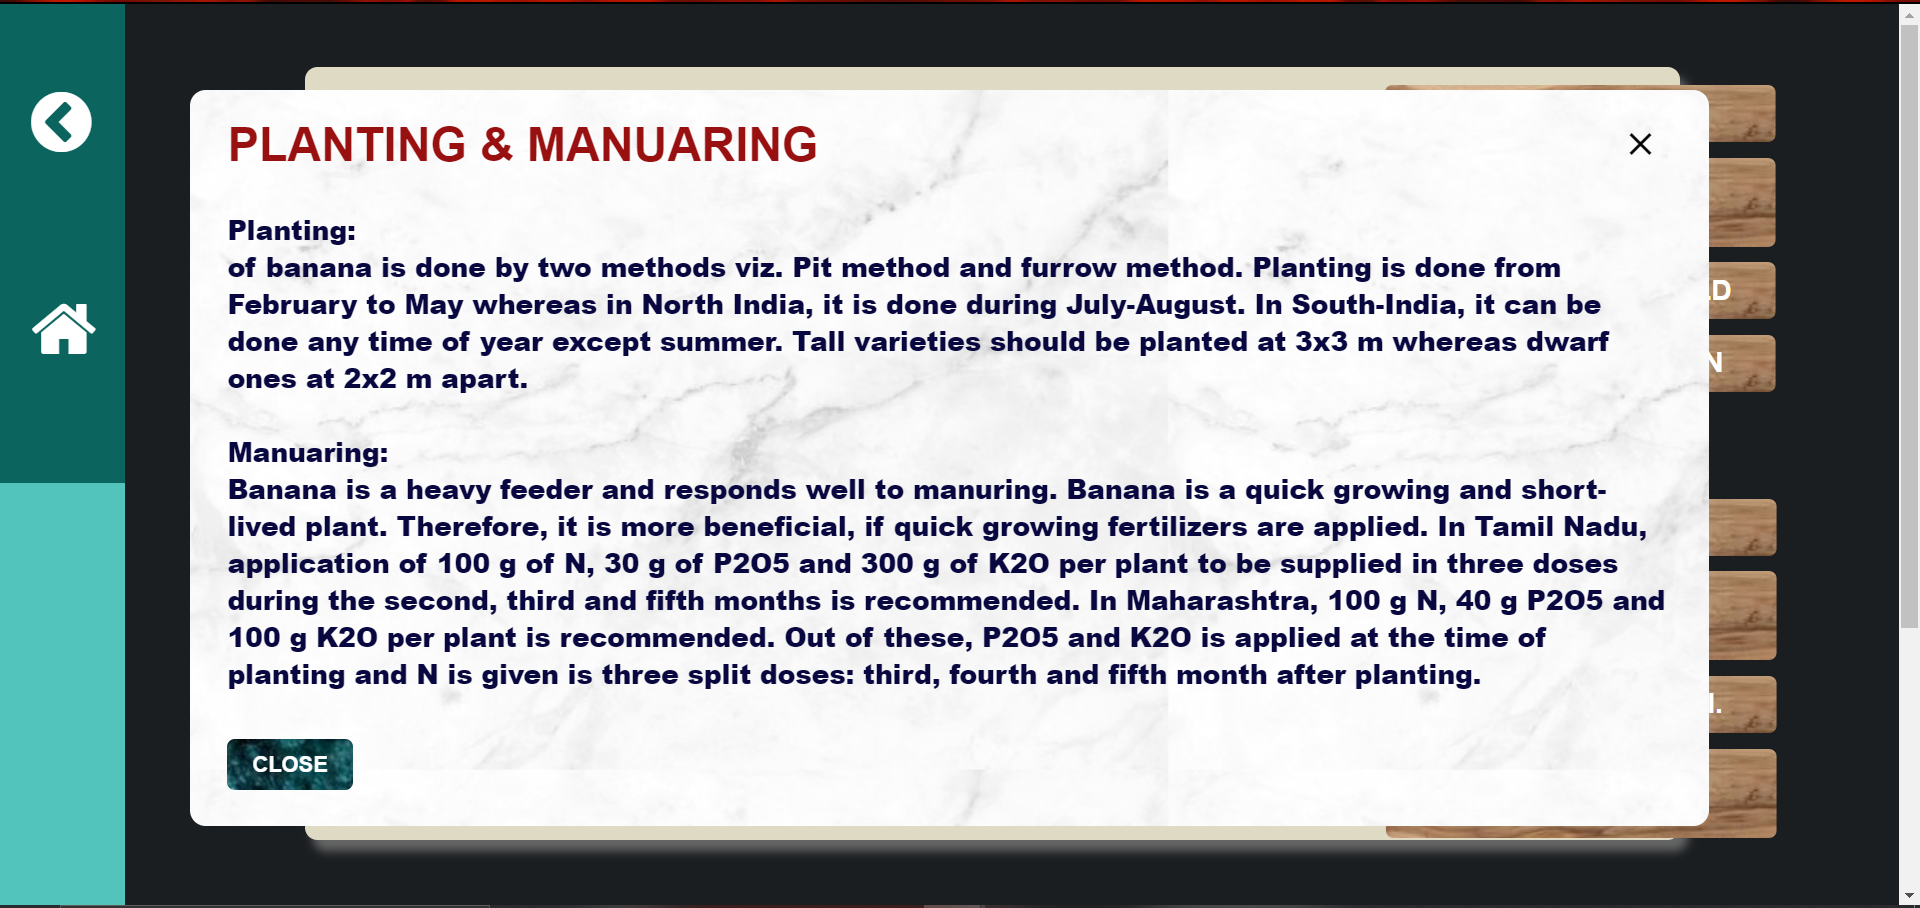 PLANTING & MANUARING
Planting:
of banana is done by two methods viz. Pit method and furrow method. Planting is done from
February to May whereas in North India, it is done during July-August. In South-India, it can be
done any time of year except summer. Tall varieties should be planted at 3x3 m whereas dwarf
ones at 2x2 m apart.
Manuaring:
Banana is a heavy feeder and responds well to manuring. Banana is a quick growing and short-
lived plant. Therefore, it is more beneficial, if quick growing fertilizers are applied. In Tamil Nadu,
application of 100 g of N, 30 g of P2O5 and 300 g of K2O per plant to be supplied in three doses
during the second, third and fifth months is recommended. In Maharashtra, 100 g N, 40 g P2O5 and
100 g K2O per plant is recommended. Out of these, P2O5 and K2O is applied at the time of
planting and N is given is three split doses: third, fourth and fifth month after planting.
CLOSE